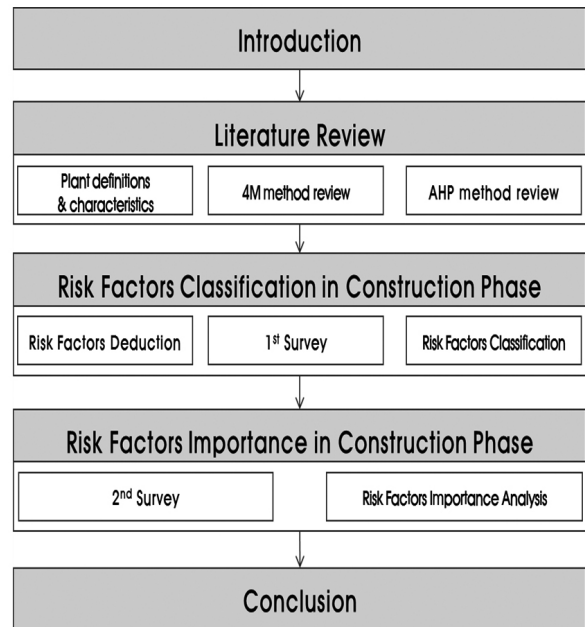 Introduction
Literature Review
Plant definitions
& characteristics
4M method review
AHP method review
Risk Factors Classification in Construction Phase
Risk Factors Deduction
1st Survey
Risk Factors Classification
Risk Factors Importance in Construction Phase
2nd Survey
Risk Factors Importance Analysis
Conclusion